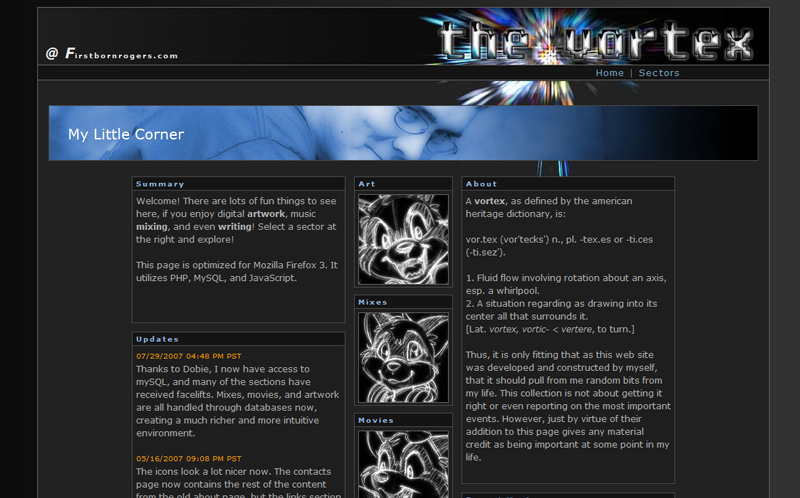 @ Firstbornrogers.com
the vortex
Home | Sectors
My Little Corner
Summary
Welcome! There are lots of fun things to see
here, if you enjoy digital artwork, music
mixing, and even writing! Select a sector at
the right and explore!
This page is optimized for Mozilla Firefox 3. It
utilizes PHP, MySQL, and JavaScript.
Updates
07/29/2007 04:48 PM PST
Thanks to Dobie, I now have access to
mySQL, and many of the sections have
received facelifts. Mixes, movies, and artwork
are all handled through databases now,
creating a much richer and more intuitive
environment.
05/16/2007 09:08 PM PST
The icons look a lot nicer now. The contacts
page now contains the rest of the content
from the old about page, but the links section
Art
Mixes
Movies
About
A vortex, as defined by the american
heritage dictionary, is:
vor.tex (vor'tecks') n., pl. -tex.es or -ti.ces
(-ti.sez').
1. Fluid flow involving rotation about an axis,
esp. a whirlpool.
2. A situation regarding as drawing into its
center all that surrounds it.
[Lat. vortex, vortic- < vertere, to turn.]
Thus, it is only fitting that as this web site
was developed and constructed by myself,
that it should pull from me random bits from
my life. This collection is not about getting it
right or even reporting on the most important
events. However, just by virtue of their
addition to this page gives any material
credit as being important at some point in my
life.